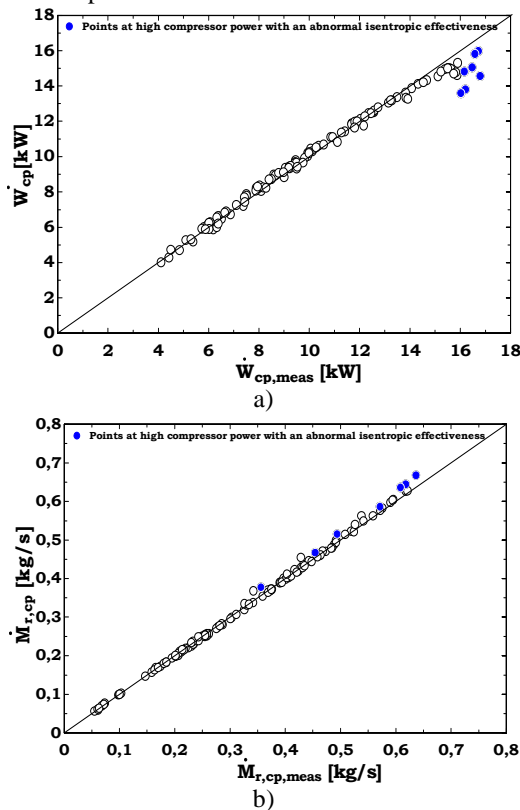 Points at high compressor power with an abnormal isentropic effectiveness
18
16
14
12
10
8
6
4
2
0
Ẇcp [kW]
0 2 4 6 8 10 12 14 16 18
Ẇcp,meas [kW]
a)
Points at high compressor power with an abnormal isentropic effectiveness
0,8
0,7
0,6
0,5
0,4
0,3
0,2
0,1
0
Ṁr,cp [kg/s]
0 0,1 0,2 0,3 0,4 0,5 0,6 0,7 0,8
Ṁr,cp,meas [kg/s]
b)